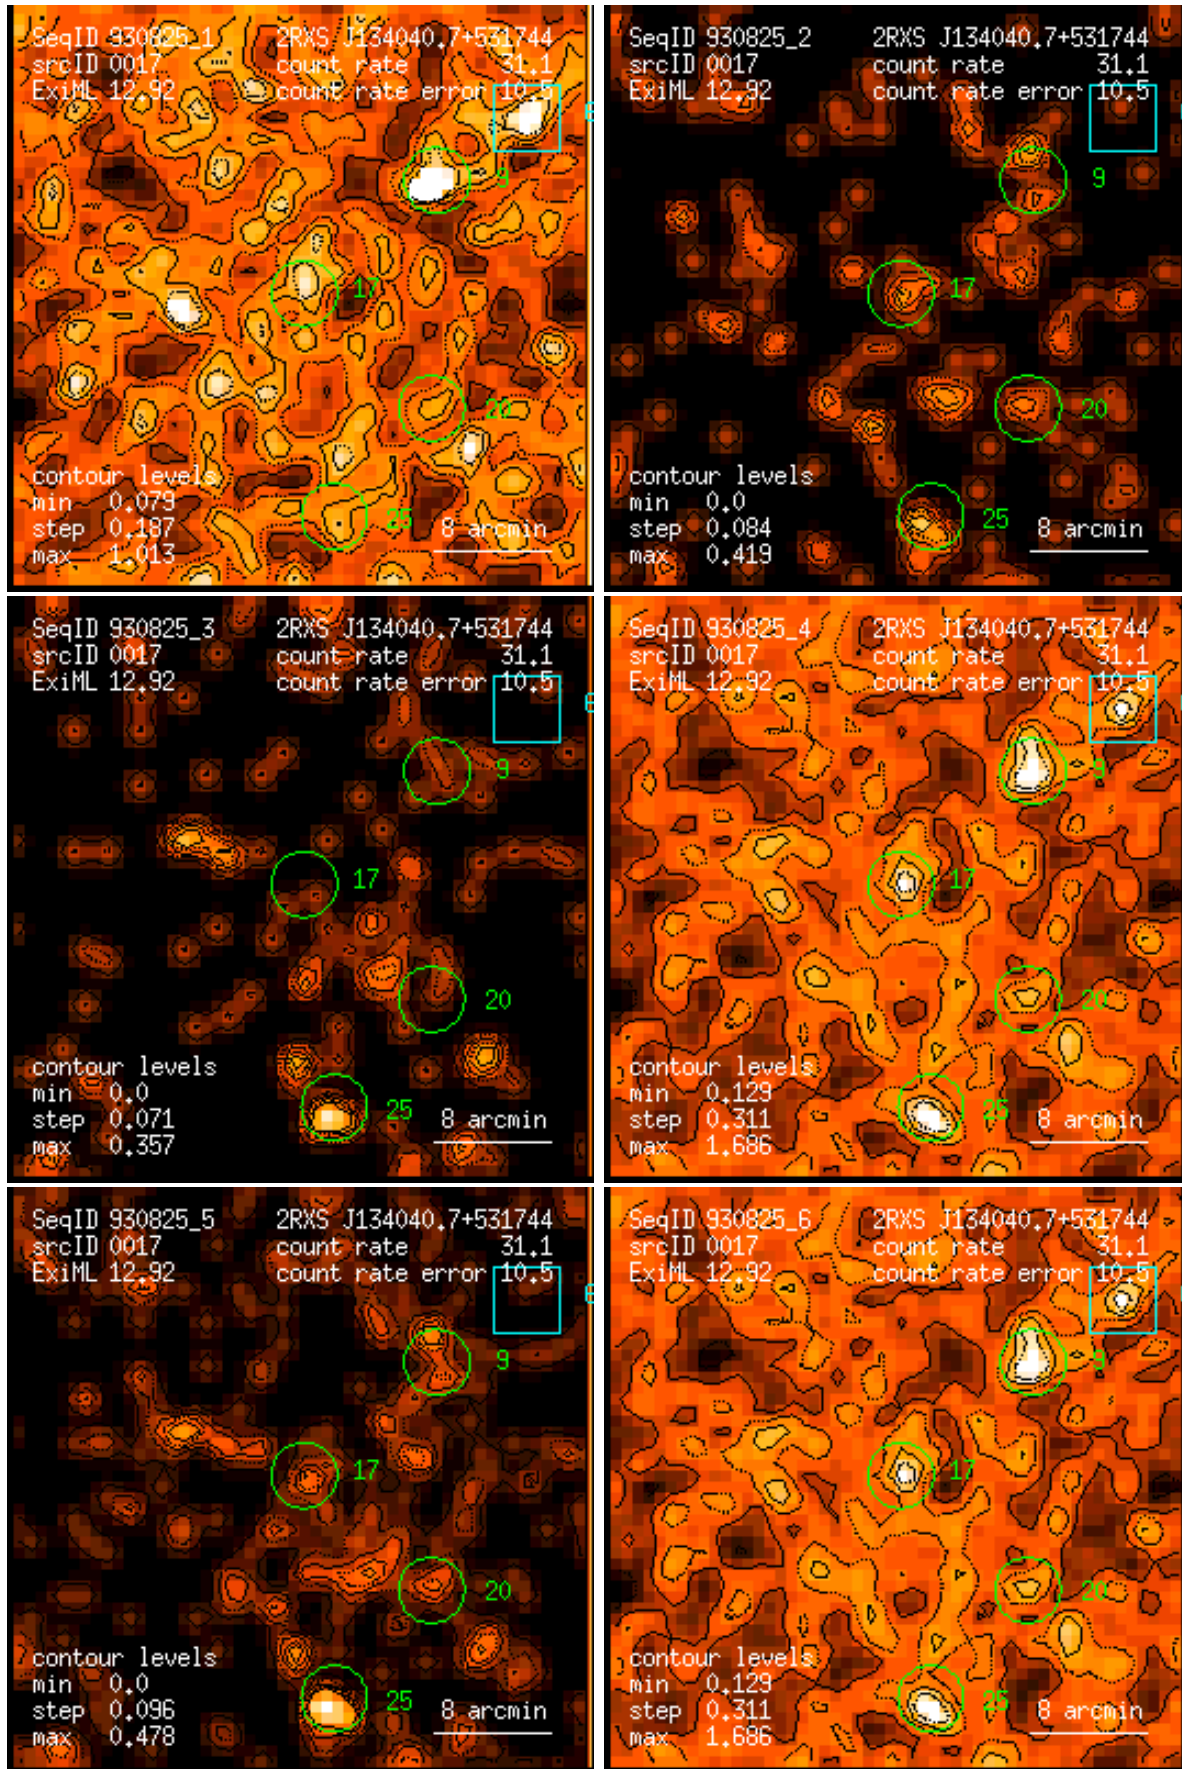 SeqID 930825_1 2RXS J134040.7+531744
srcID 0017 count rate 31.1
ExiML 12.92 count rate error 10.5
9
17
20
contour levels
min 0.079
step 0.187
max 1.013
25
8 arcmin
SeqID 930825_2 2RXS J134040.7+531744
srcID 0017 count rate 31.1
ExiML 12.92 count rate error 10.5
9
17
20
contour levels
min 0.0
step 0.084
max 0.419
25
8 arcmin
SeqID 930825_3 2RXS J134040.7+531744
srcID 0017 count rate 31.1
ExiML 12.92 count rate error 10.5
9
17
20
contour levels
min 0.0
step 0.071
max 0.357
25
8 arcmin
SeqID 930825_4 2RXS J134040.7+531744
srcID 0017 count rate 31.1
ExiML 12.92 count rate error 10.5
9
17
20
contour levels
min 0.129
step 0.311
max 1.686
25
8 arcmin
SeqID 930825_5 2RXS J134040.7+531744
srcID 0017 count rate 31.1
ExiML 12.92 count rate error 10.5
9
17
20
contour levels
min 0.0
step 0.096
max 0.478
25
8 arcmin
SeqID 930825_6 2RXS J134040.7+531744
srcID 0017 count rate 31.1
ExiML 12.92 count rate error 10.5
9
17
20
contour levels
min 0.129
step 0.311
max 1.686
25
8 arcmin